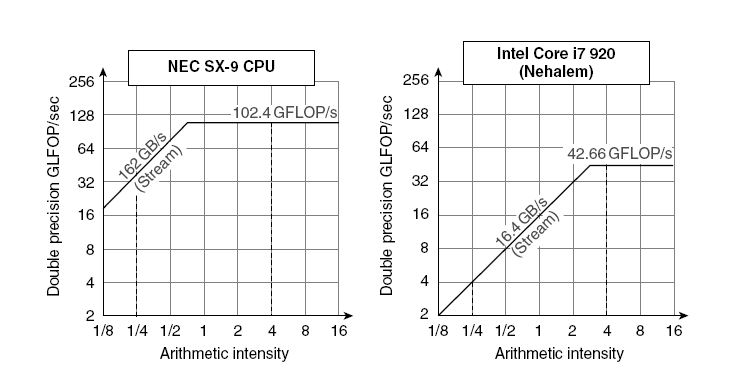 NEC SX-9 CPU
Double precision GLFOP/sec
256
128
64
32
16
8
4
2
102.4 GFLOP/s
162 GB/s
(Stream)
1/8 1/4 1/2 1 2 4 8 16
Arithmetic intensity
Intel Core i7 920
(Nehalem)
Double precision GLFOP/sec
256
128
64
32
16
8
4
2
42.66 GFLOP/s
16.4 GB/s
(Stream)
1/8 1/4 1/2 1 2 4 8 16
Arithmetic intensity